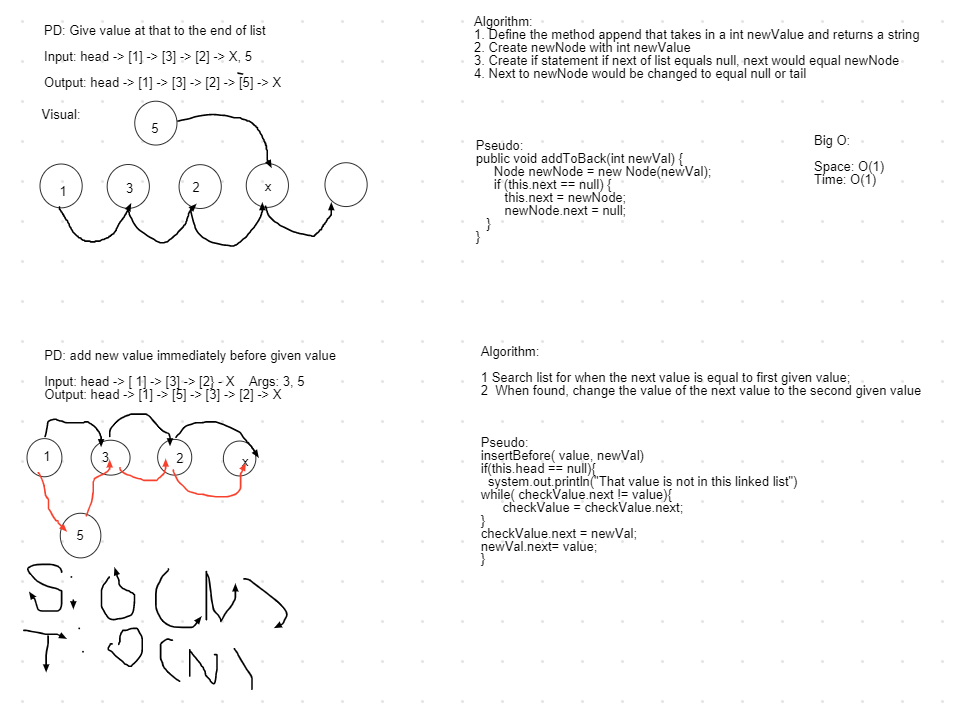 PD: Give value at that to the end of list
Input: head -> [1] -> [3] -> [2] -> X, 5
Output: head -> [1] -> [3] -> [2] -> [5] -> X
Visual:
5
1
3
2
x
Algorithm:
1. Define the method append that takes in a int newValue and returns a string
2. Create newNode with int newValue
3. Create if statement if next of list equals null, next would equal newNode
4. Next to newNode would be changed to equal null or tail
Pseudo:
public void addToBack(int newVal) {
Node newNode = new Node(newVal);
if (this.next == null) {
this.next = newNode;
newNode.next = null;
}
}
Big O:
Space: O(1)
Time: O(1)
PD: add new value immediately before given value
Input: head -> [ 1] -> [3] -> [2} - X Args: 3, 5
Output: head -> [1] -> [5] -> [3] -> [2] -> X
1
3
2
x
5
S: O(N)
T: O(N)
Algorithm:
1 Search list for when the next value is equal to first given value;
2 When found, change the value of the next value to the second given value
Pseudo:
insertBefore( value, newVal)
if(this.head == null){
system.out.println("That value is not in this linked list")
while( checkValue.next != value){
checkValue = checkValue.next;
}
checkValue.next = newVal;
newVal.next= value;
}